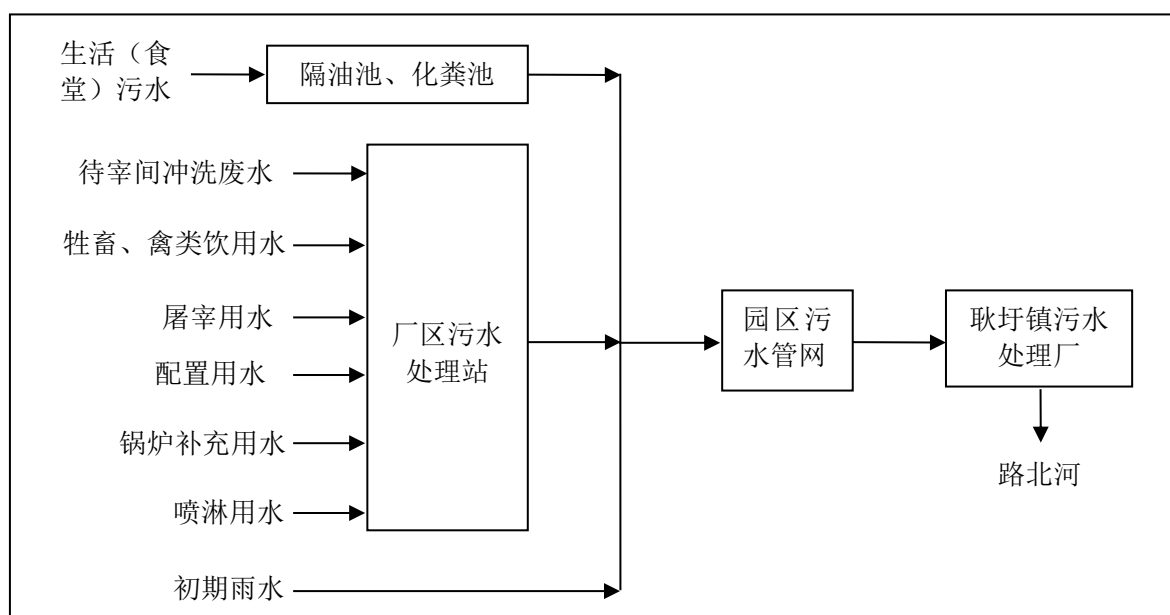 生活（食
堂）污水
隔油池、化粪池
待宰间冲洗废水
牲畜、禽类饮用水
屠宰用水
配置用水
锅炉补充用水
喷淋用水
初期雨水
厂区污水
处理站
园区污
水管网
耿圩镇污水
处理厂
路北河